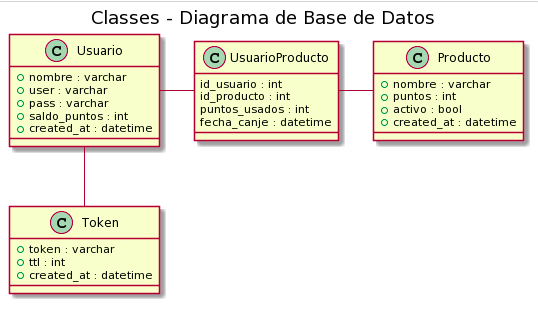 Classes - Diagrama de Base de Datos
C Usuario
nombre : varchar
user : varchar
pass : varchar
saldo_puntos : int
created_at : datetime
C UsuarioProducto
id_usuario : int
id_producto : int
puntos_usados : int
fecha_canje : datetime
C Producto
nombre : varchar
puntos : int
activo : bool
created_at : datetime
C Token
token : varchar
ttl : int
created_at : datetime